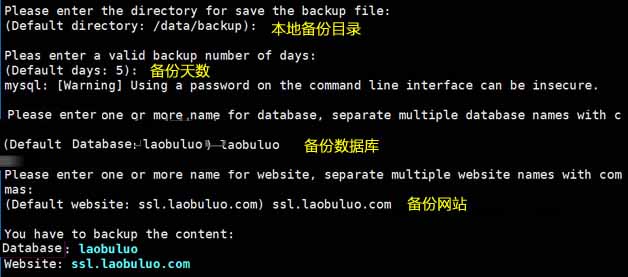 Please enter the directory for save the backup file:
(Default directory: /data/backup): 本地备份目录
Pleas enter a valid backup number of days:
(Default days: 5): 备份天数
mysql: [Warning] Using a password on the command line interface can be insecure.
Please enter one or more name for database, separate multiple database names with c
(Default Database: laobuluo ) laobuluo 备份数据库
Please enter one or more name for website, separate multiple website names with com
mas:
(Default website: ssl.laobuluo.com) ssl.laobuluo.com 备份网站
You have to backup the content:
Database: laobuluo
Website: ssl.laobuluo.com